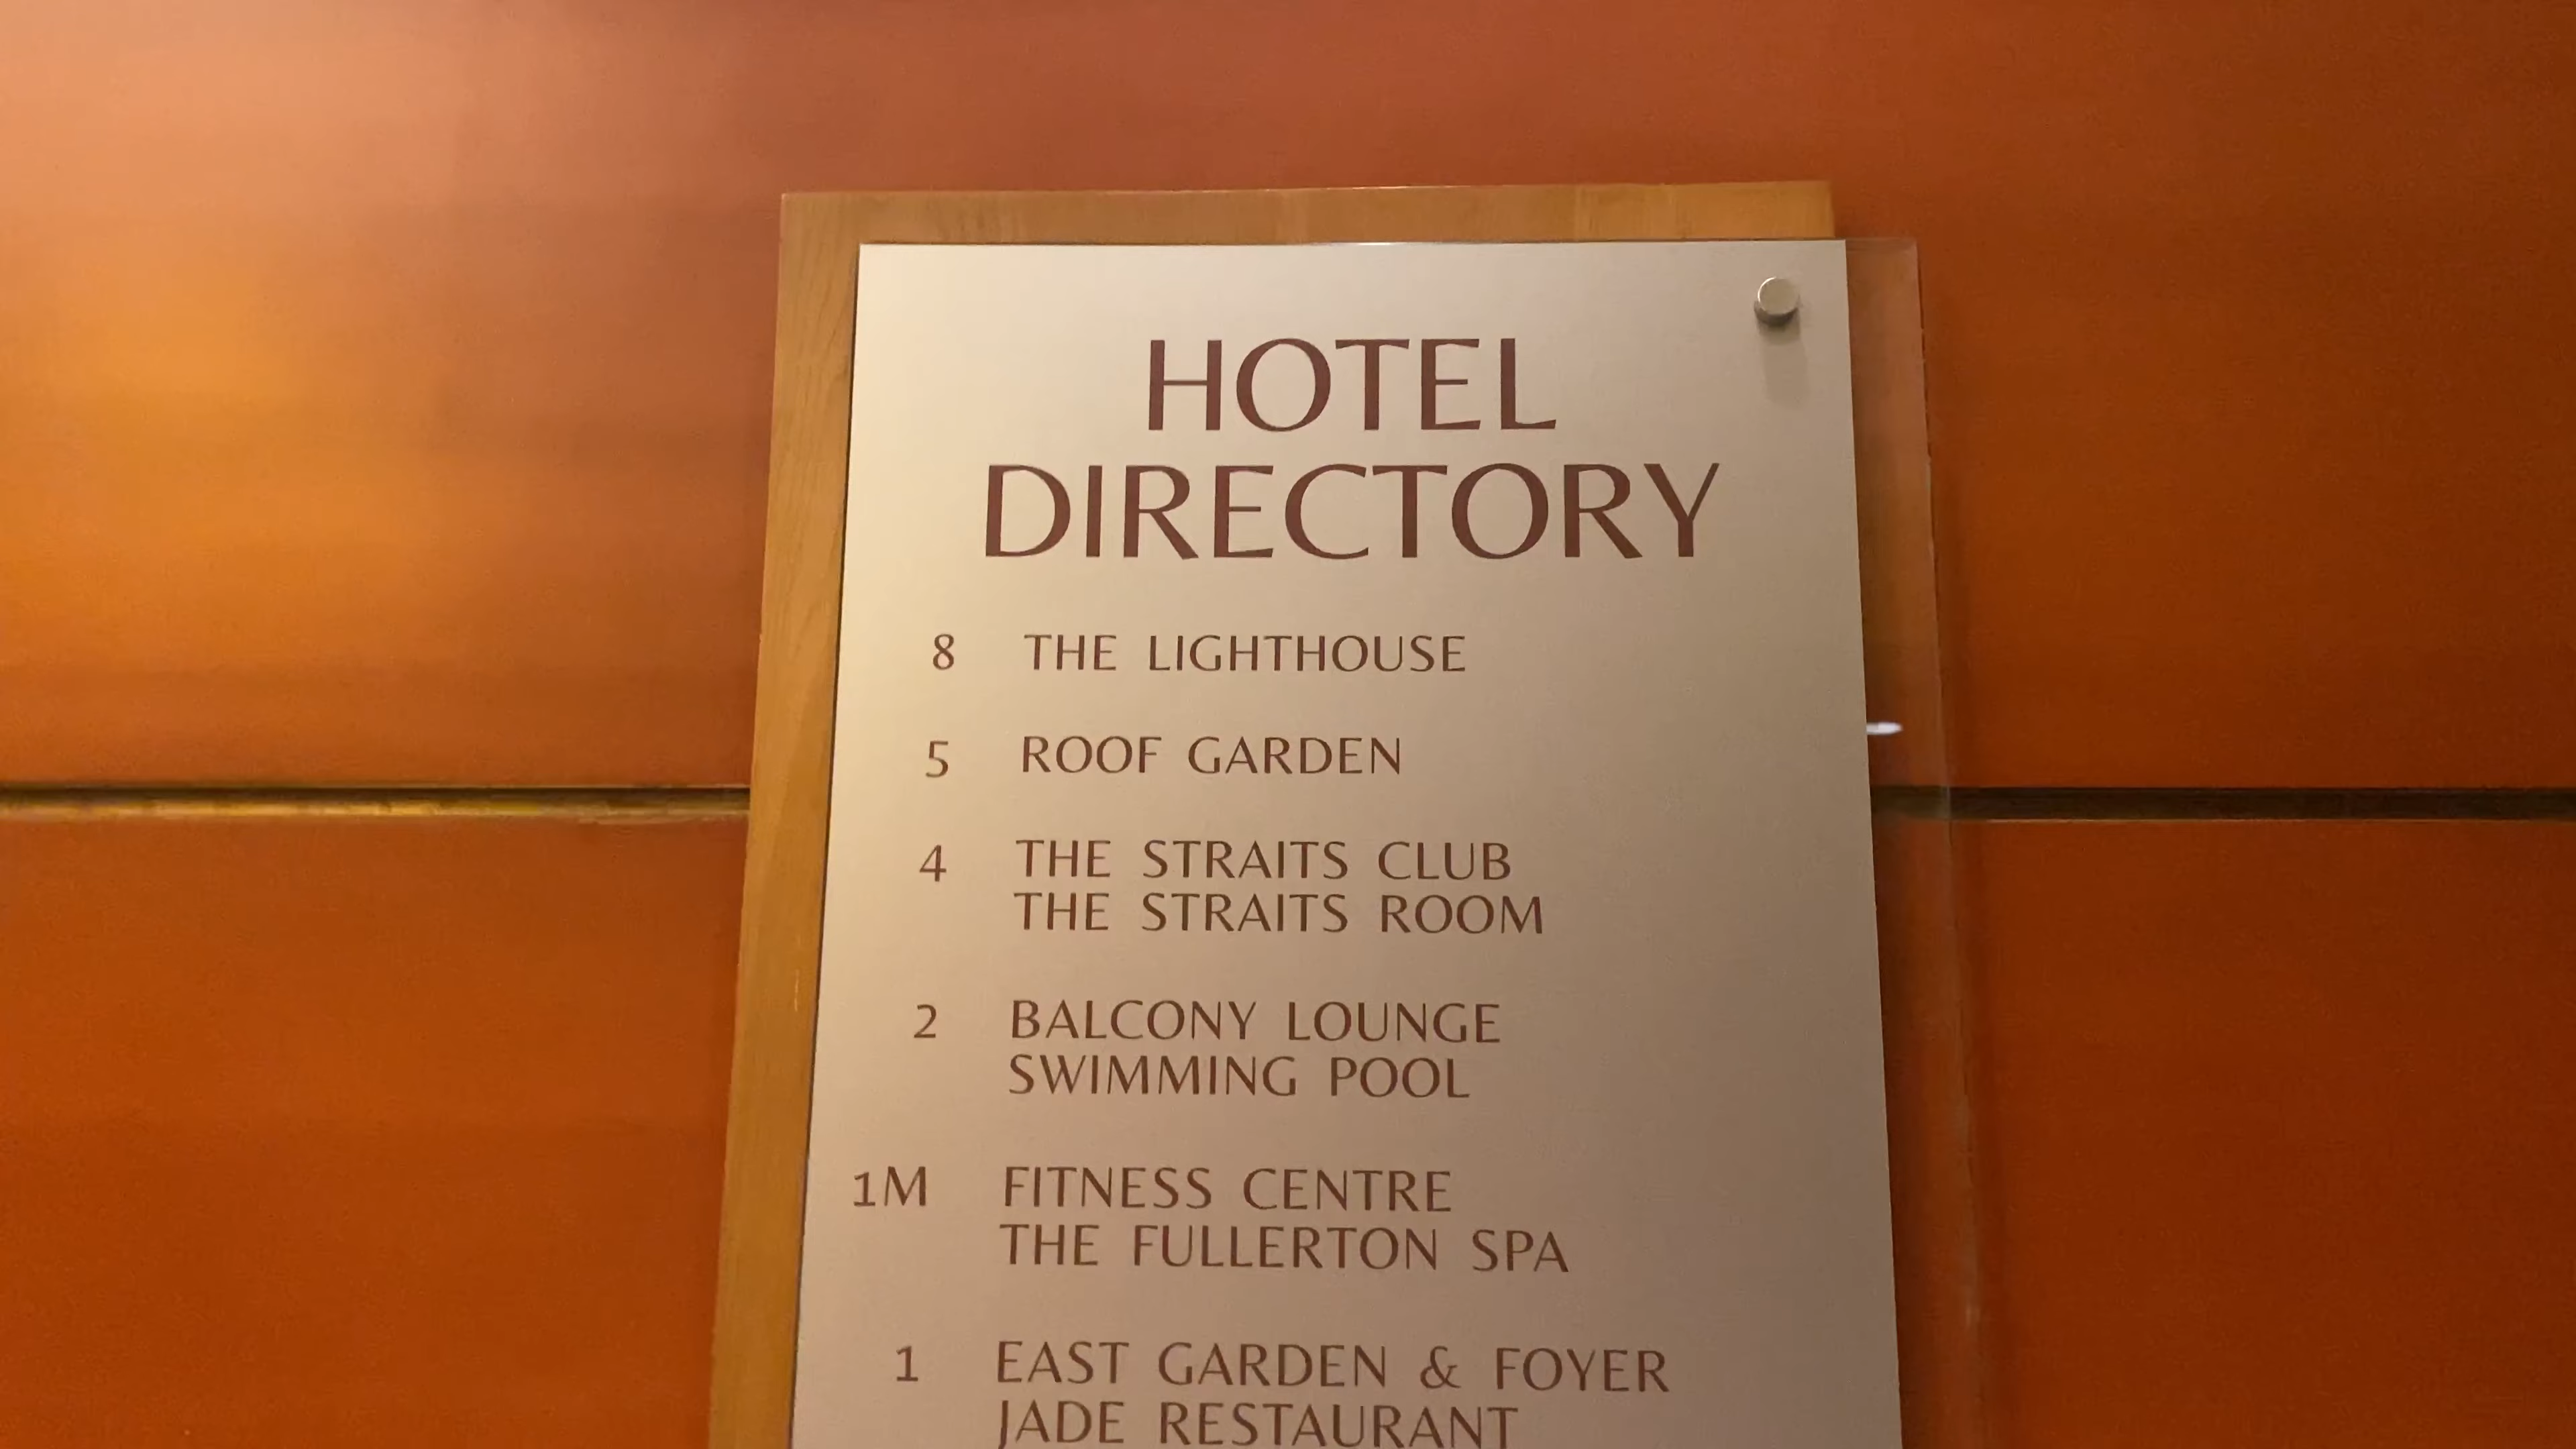 HOTEL
DIRECTORY
8 THE LIGHTHOUSE
5 ROOF GARDEN
4 THE STRAITS CLUB
THE STRAITS ROOM
2 BALCONY LOUNGE
SWIMMING POOL
1M FITNESS CENTRE
THE FULLERTON SPA
1 EAST GARDEN & FOYER
JADE RESTAURANT